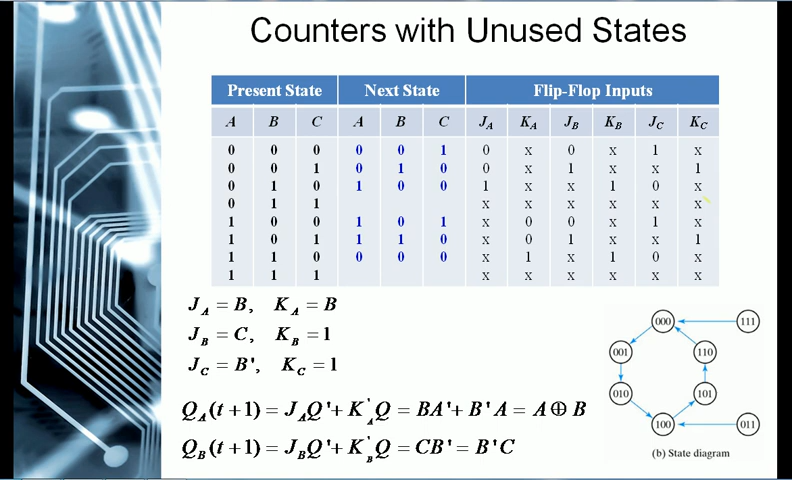 Counters with Unused States
Present State Next State Flip-Flop Inputs
A B C A B C J_A K_A J_B K_B J_C K_C
0 0 0 0 0 1 0 x 0 x 1 x
0 0 1 0 1 0 0 x 1 x x 1
0 1 0 1 0 0 1 x x 1 0 x
0 1 1 x x x x x x
1 0 0 1 0 1 x 0 0 x 1 x
1 0 1 1 1 0 x 0 1 x x 1
1 1 0 0 0 0 x 1 x 1 0 x
1 1 1 x x x x x x
J_A = B, K_A = B
J_B = C, K_B = 1
J_C = B', K_C = 1
Q_A(t+1) = J_AQ'+ K'_AQ = BA'+ B'A = A⊕B
Q_B(t+1) = J_BQ'+ K'_BQ = CB' = B'C
000 111
001 110
010 101
100 011
(b) State diagram